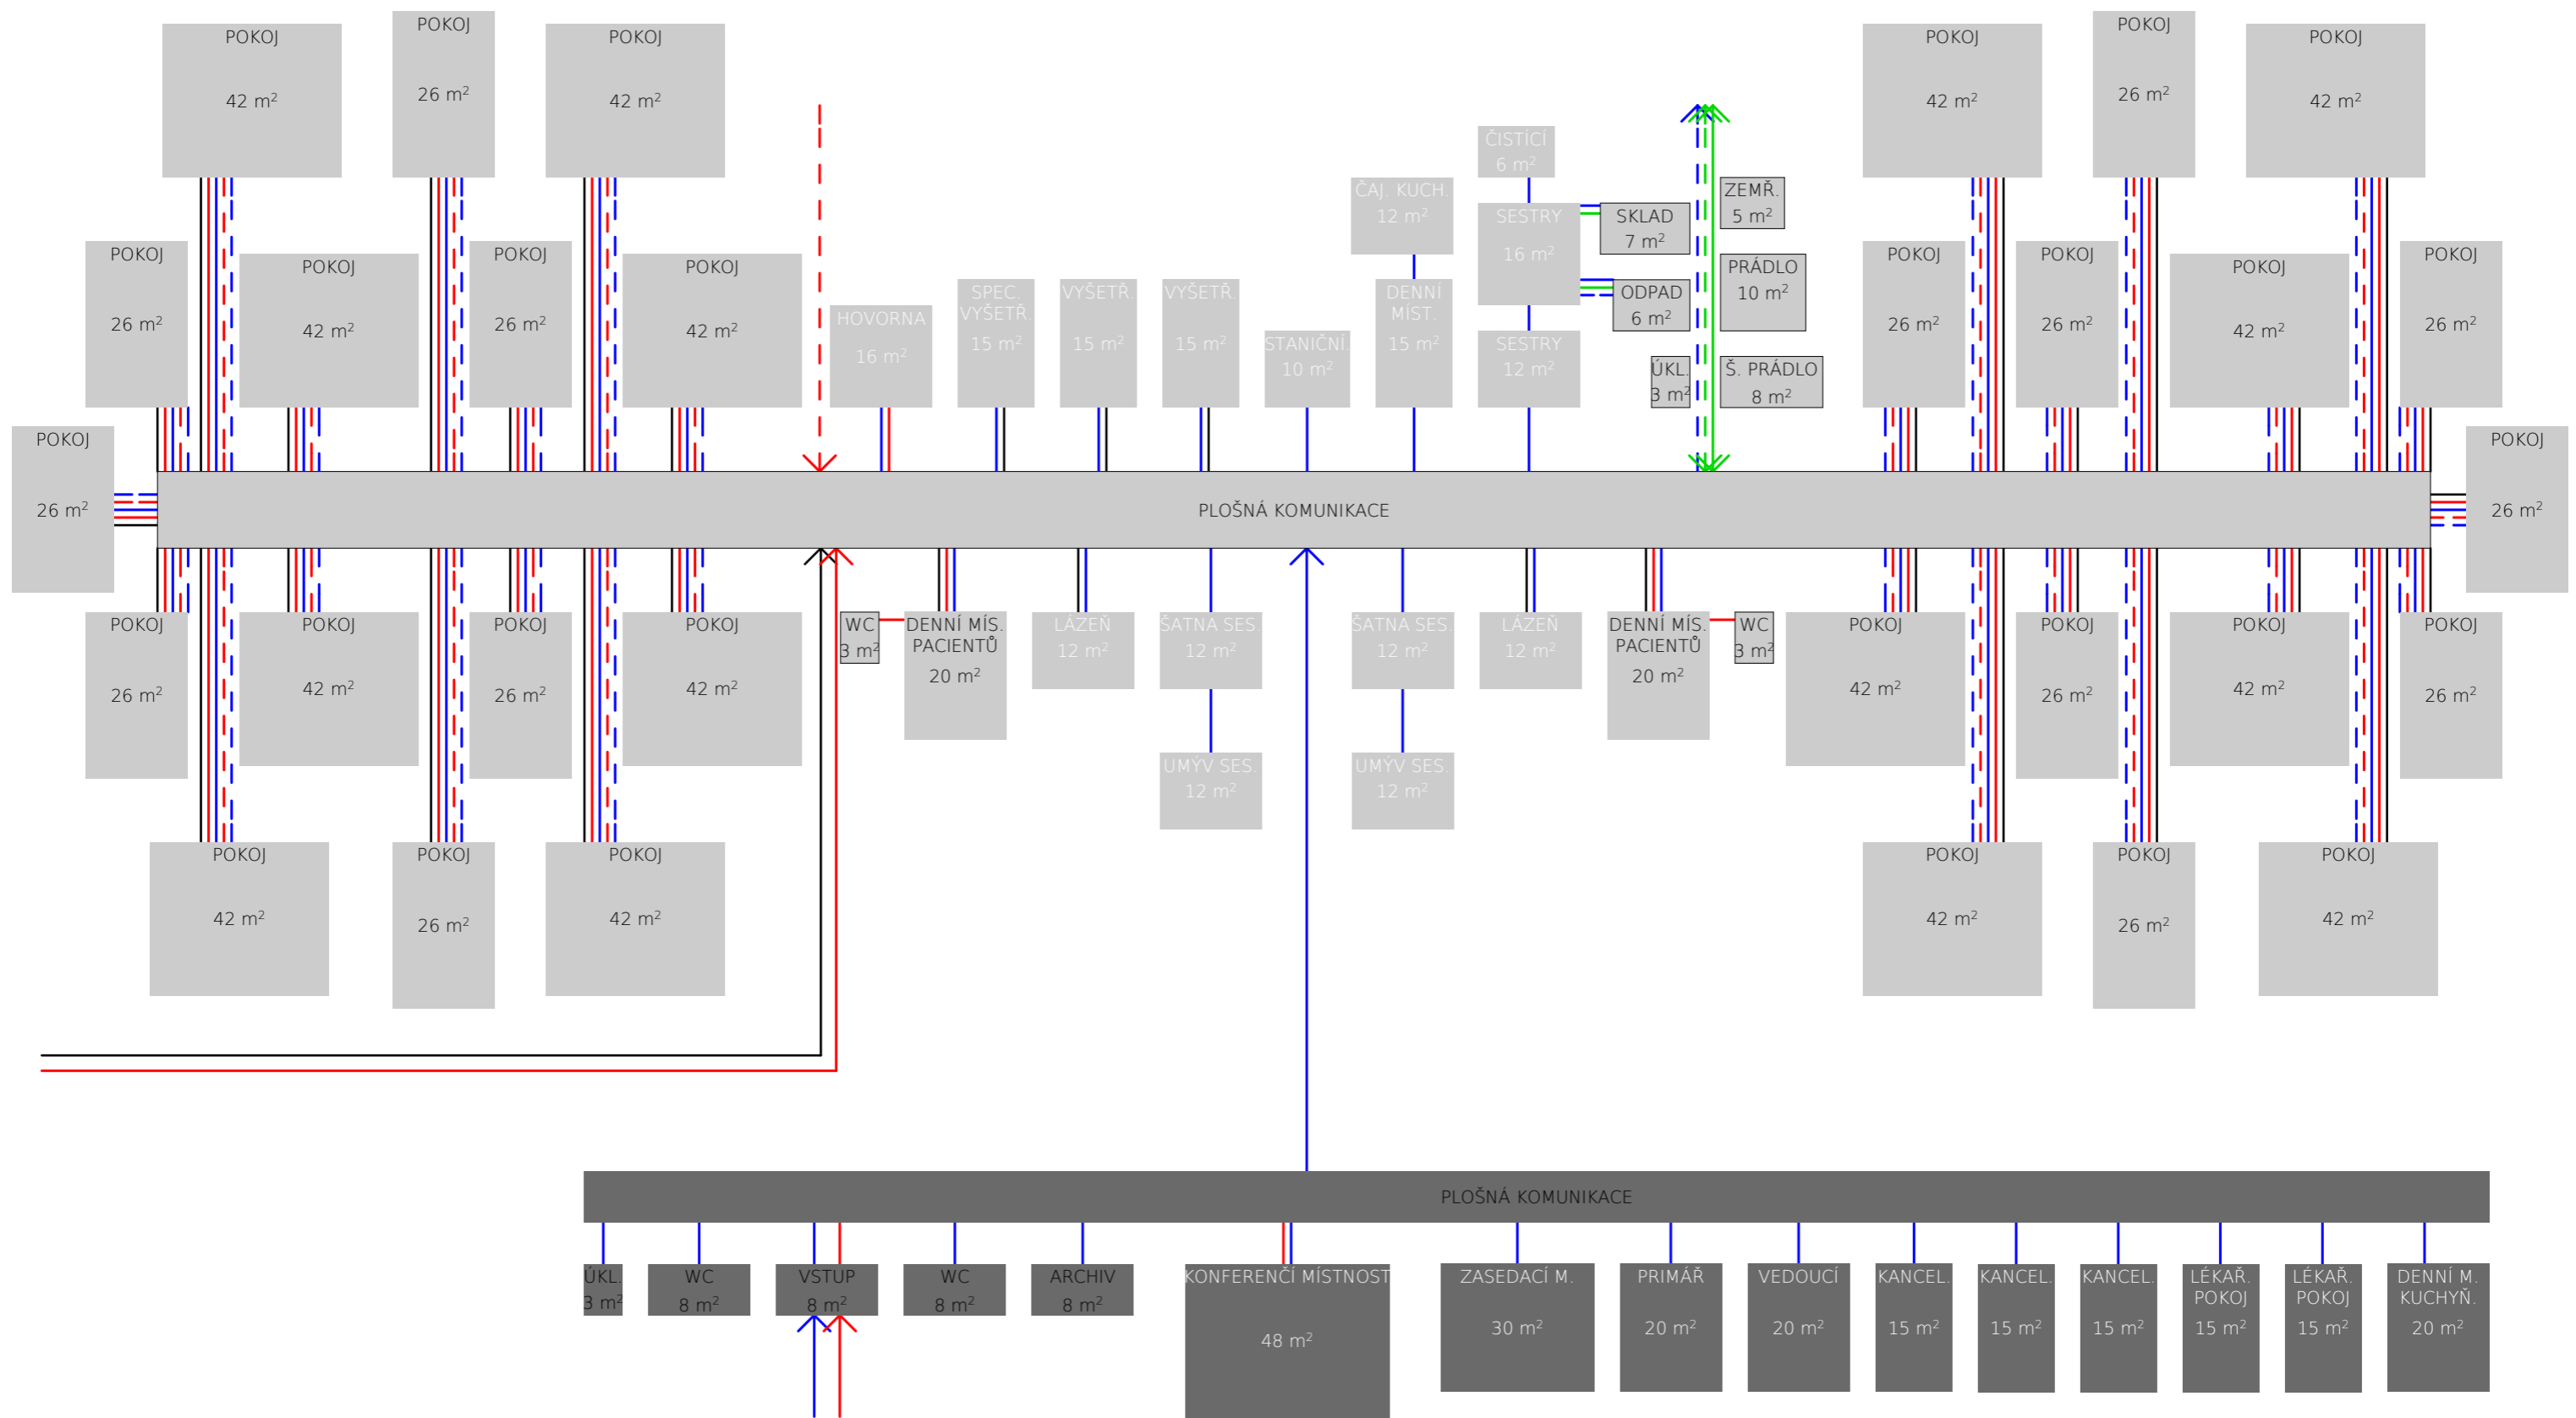 POKOJ
42 m²
POKOJ
26 m²
POKOJ
42 m²
POKOJ
42 m²
POKOJ
26 m²
POKOJ
42 m²
ČISTÍCÍ
6 m²
ČAJ. KUCH.
12 m²
SESTRY
16 m²
SKLAD
7 m²
ZEMŘ.
5 m²
POKOJ
26 m²
POKOJ
42 m²
POKOJ
26 m²
POKOJ
42 m²
HOVORNA
16 m²
SPEC.
VYŠETŘ.
15 m²
VYŠETŘ.
15 m²
VYŠETŘ.
15 m²
STANIČNÍ.
10 m²
DENNÍ
MÍST.
15 m²
SESTRY
12 m²
ODPAD
6 m²
PRÁDLO
10 m²
ÚKL.
3 m²
Š. PRÁDLO
8 m²
POKOJ
26 m²
POKOJ
26 m²
POKOJ
42 m²
POKOJ
26 m²
POKOJ
26 m²
PLOŠNÁ KOMUNIKACE
POKOJ
26 m²
POKOJ
26 m²
POKOJ
42 m²
POKOJ
26 m²
POKOJ
42 m²
WC
3 m²
DENNÍ MÍS.
PACIENTŮ
20 m²
LÁZEŇ
12 m²
ŠATNA SES.
12 m²
ŠATNA SES.
12 m²
LÁZEŇ
12 m²
DENNÍ MÍS.
PACIENTŮ
20 m²
WC
3 m²
POKOJ
42 m²
POKOJ
26 m²
POKOJ
42 m²
POKOJ
26 m²
UMÝV SES.
12 m²
UMÝV SES.
12 m²
POKOJ
42 m²
POKOJ
26 m²
POKOJ
42 m²
POKOJ
42 m²
POKOJ
26 m²
POKOJ
42 m²
PLOŠNÁ KOMUNIKACE
ÚKL.
3 m²
WC
8 m²
VSTUP
8 m²
WC
8 m²
ARCHIV
8 m²
KONFERENČÍ MÍSTNOST
48 m²
ZASEDACÍ M.
30 m²
PRIMÁŘ
20 m²
VEDOUCÍ
20 m²
KANCEL.
15 m²
KANCEL.
15 m²
KANCEL.
15 m²
LÉKAŘ.
POKOJ
15 m²
LÉKAŘ.
POKOJ
15 m²
DENNÍ M.
KUCHYŇ.
20 m²